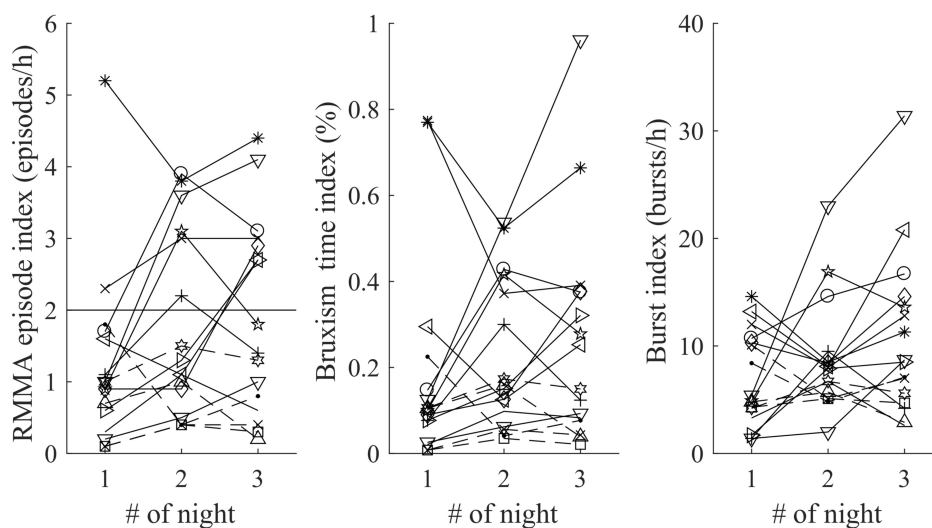 RMMA episode index (episodes/h)
6
5
4
3
2
1
0
1 2 3
# of night
Bruxism time index (%)
1
0.8
0.6
0.4
0.2
0
1 2 3
# of night
Burst index (bursts/h)
40
30
20
10
0
1 2 3
# of night